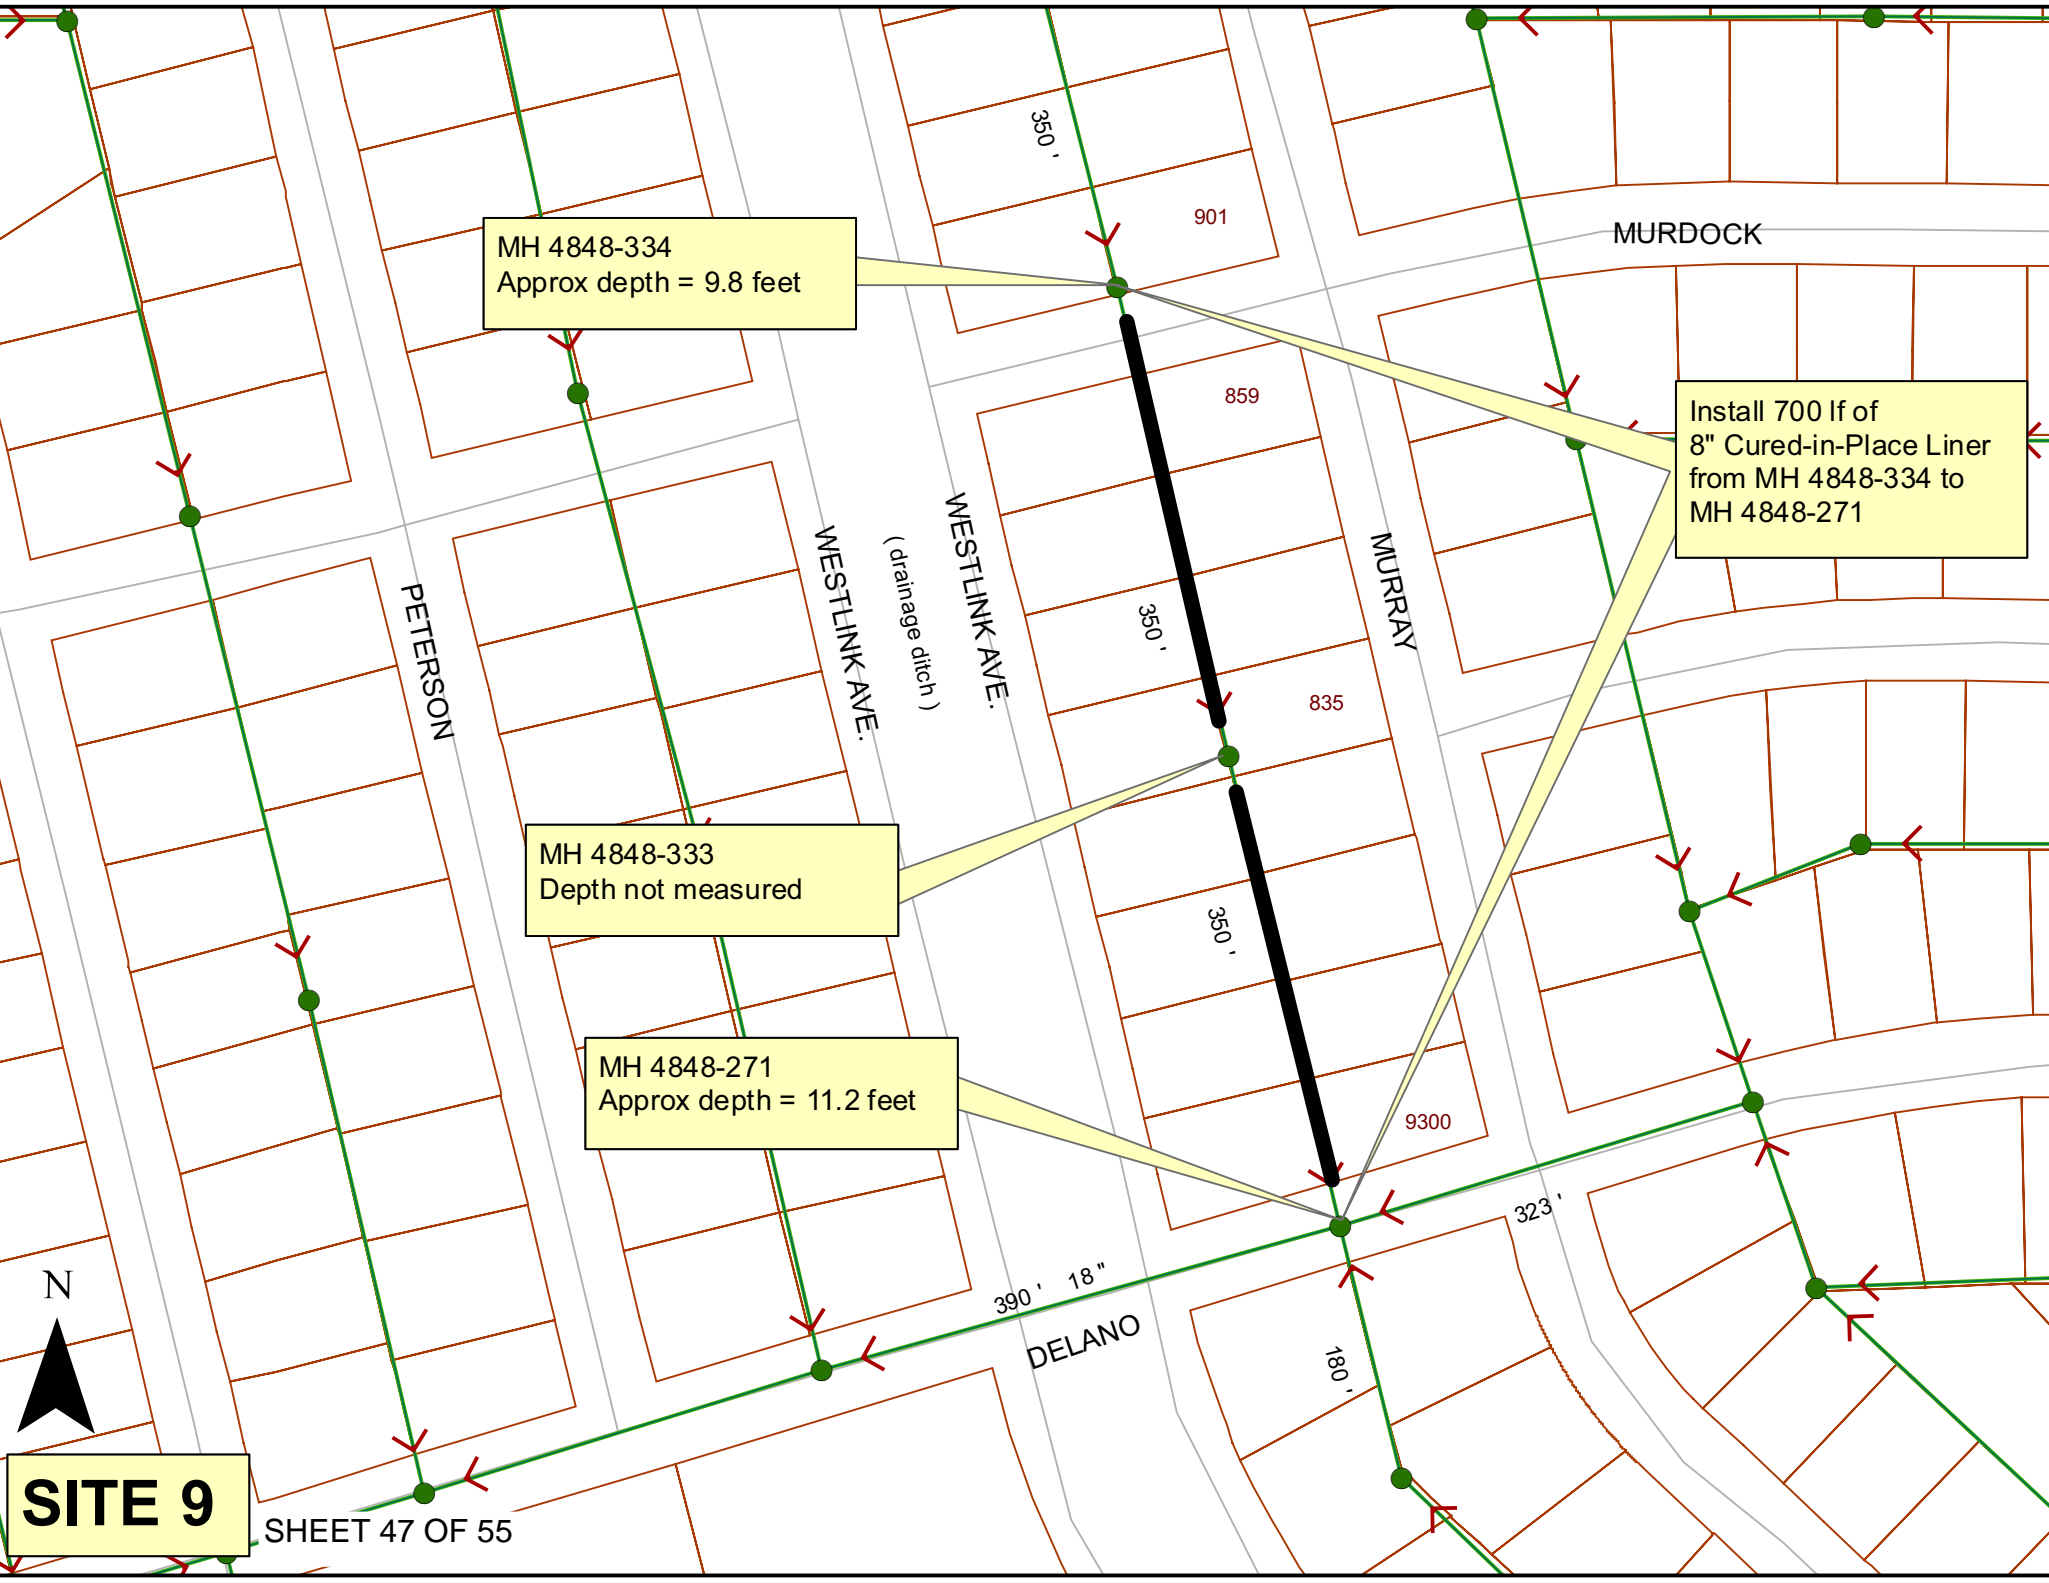 350 '
901
MURDOCK
MH 4848-334
Approx depth = 9.8 feet
859
Install 700 lf of
8" Cured-in-Place Liner
from MH 4848-334 to
MH 4848-271
WESTLINK AVE.
( drainage ditch )
WESTLINK AVE.
MURRAY
PETERSON
350 '
835
MH 4848-333
Depth not measured
350 '
MH 4848-271
Approx depth = 11.2 feet
9300
323 '
390 ' 18 "
DELANO
180 '
N
SITE 9
SHEET 47 OF 55